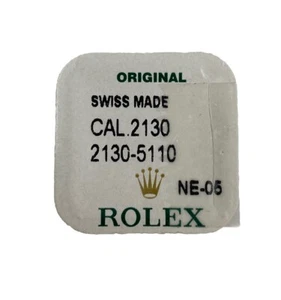 ORIGINAL
SWISS MADE
CAL.2130
2130-5110
NE-05
ROLEX